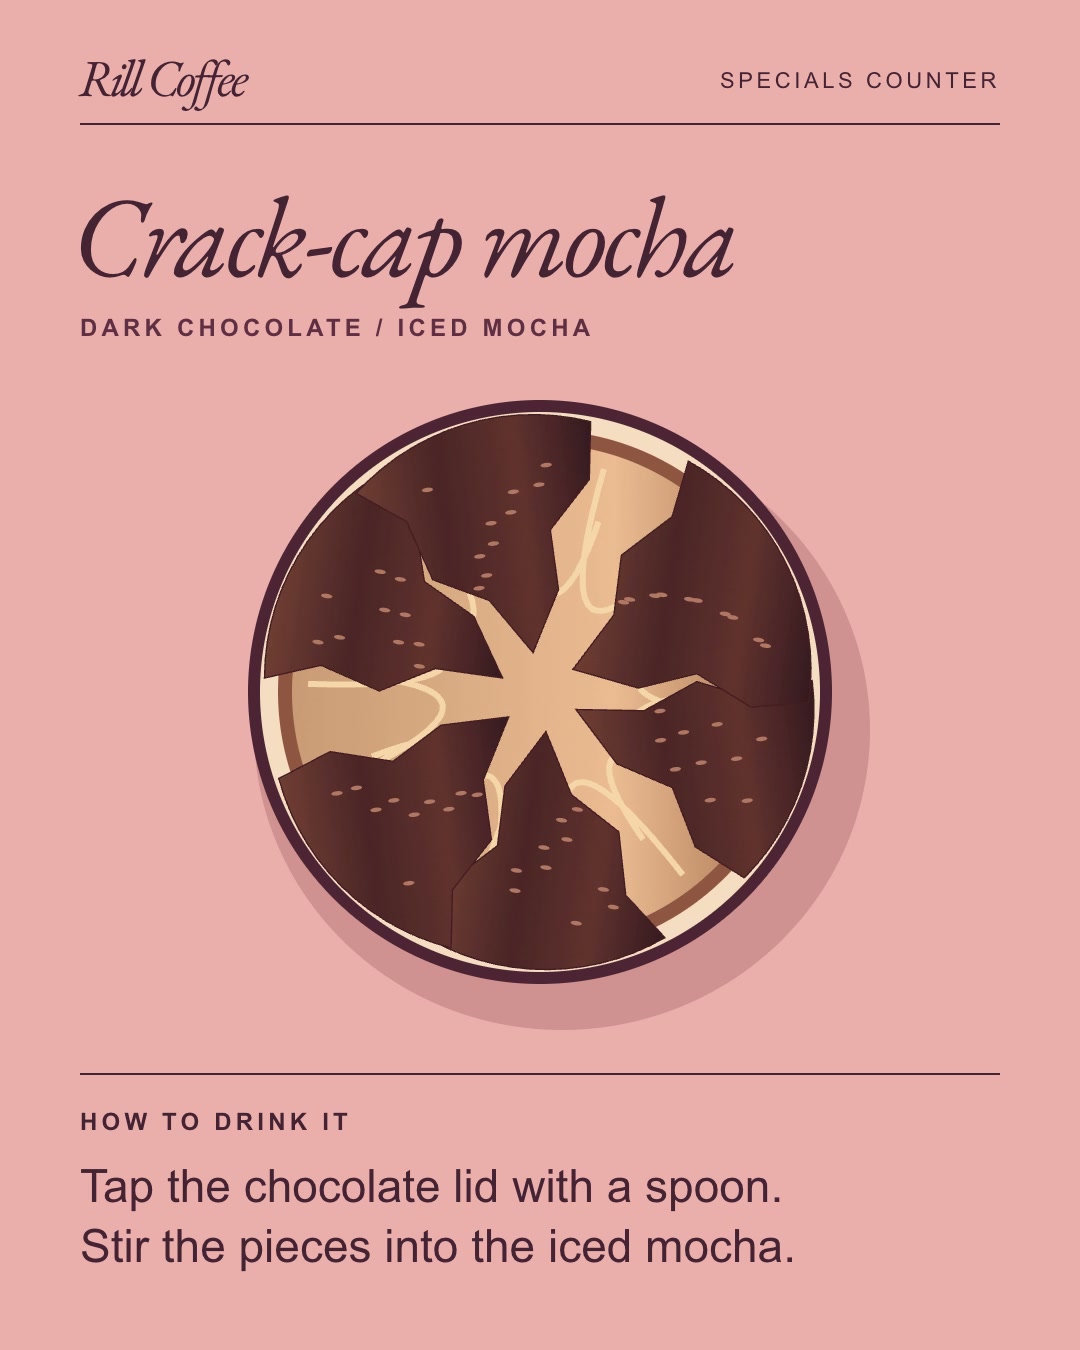 Rill Coffee
SPECIALS COUNTER
Crack-cap mocha
DARK CHOCOLATE / ICED MOCHA
HOW TO DRINK IT
Tap the chocolate lid with a spoon.
Stir the pieces into the iced mocha.